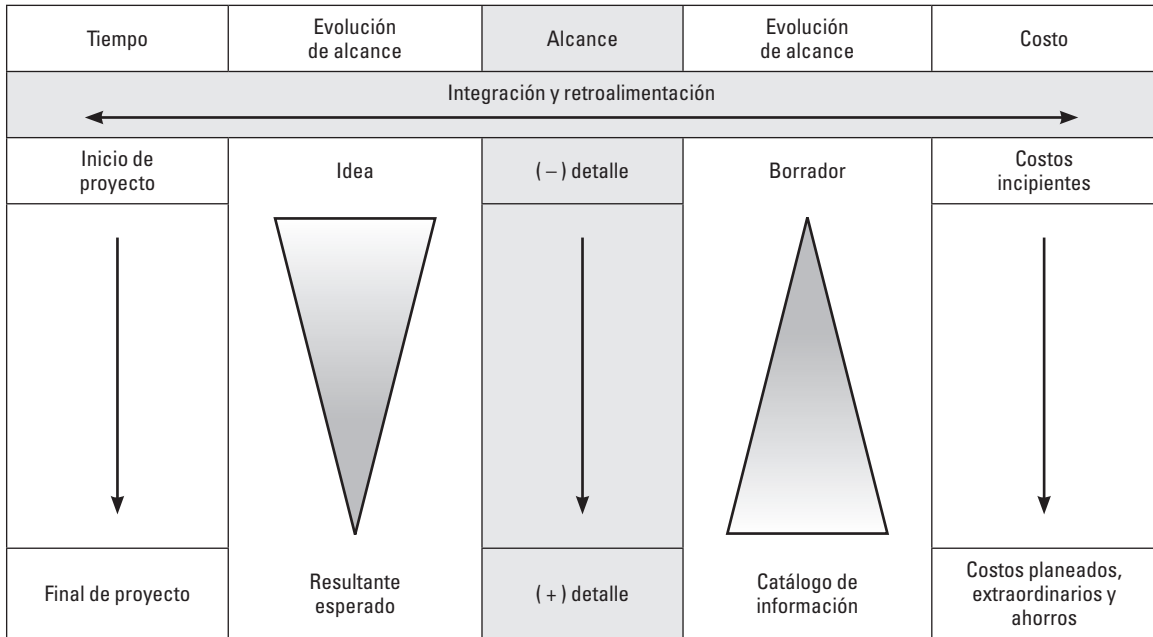 Tiempo
Evolución
de alcance
Alcance
Evolución
de alcance
Costo
Integración y retroalimentación
Inicio de
proyecto
Idea
( – ) detalle
Borrador
Costos
incipientes
Final de proyecto
Resultante
esperado
( + ) detalle
Catálogo de
información
Costos planeados,
extraordinarios y
ahorros